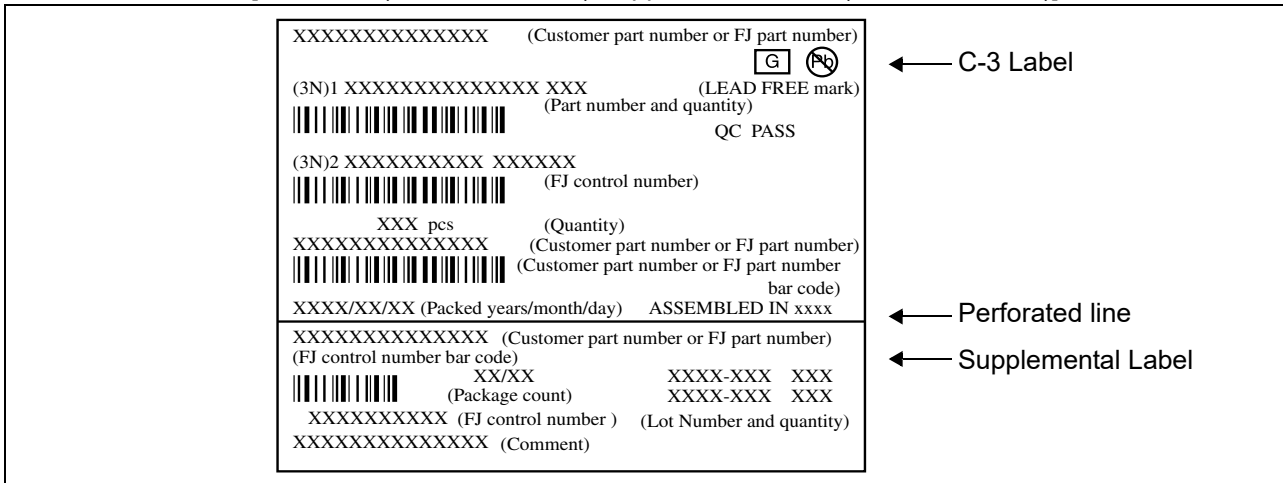 XXXXXXXXXXXXXX (Customer part number or FJ part number)
G Pb
C-3 Label
(3N)1 XXXXXXXXXXXXXX XXX (LEAD FREE mark)
(Part number and quantity)
QC PASS
(3N)2 XXXXXXXXXX XXXXXX
(FJ control number)
XXX pcs (Quantity)
XXXXXXXXXXXXXX (Customer part number or FJ part number)
(Customer part number or FJ part number
bar code)
XXXX/XX/XX (Packed years/month/day) ASSEMBLED IN xxxx
Perforated line
XXXXXXXXXXXXXX (Customer part number or FJ part number)
(FJ control number bar code)
Supplemental Label
XX/XX XXXX-XXX XXX
(Package count) XXXX-XXX XXX
XXXXXXXXXX (FJ control number ) (Lot Number and quantity)
XXXXXXXXXXXXXX (Comment)